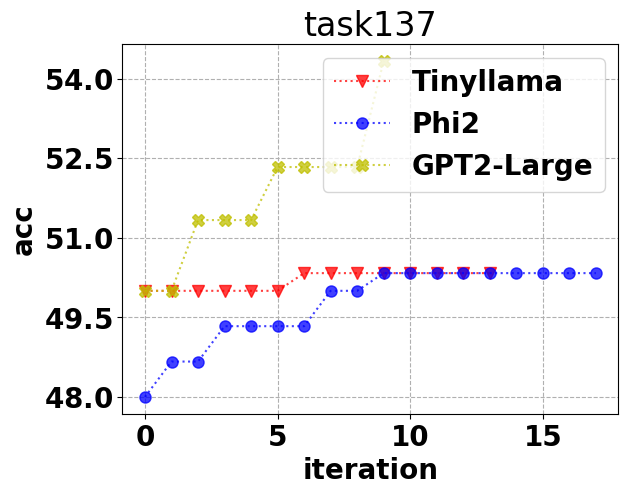 task137
54.0
52.5
51.0
49.5
48.0
acc
Tinyllama
Phi2
GPT2-Large
0 5 10 15
iteration